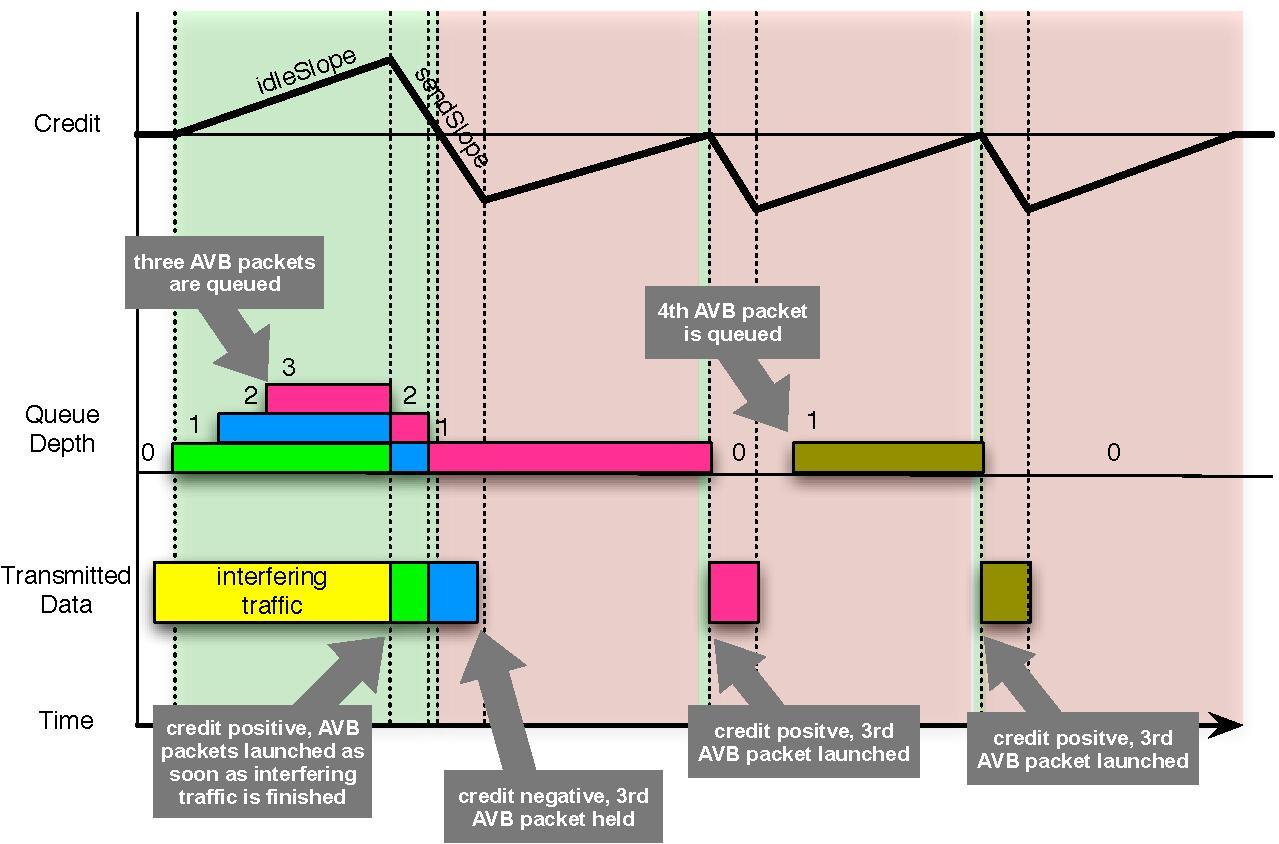 idleSlope
sendSlope
Credit
three AVB packets
are queued
4th AVB packet
is queued
3
2
2
1
1
1
Queue
Depth
0
0
0
Transmitted
Data
interfering
traffic
Time
credit positive, AVB
packets launched as
soon as interfering
traffic is finished
credit negative, 3rd
AVB packet held
credit positve, 3rd
AVB packet launched
credit positve, 3rd
AVB packet launched